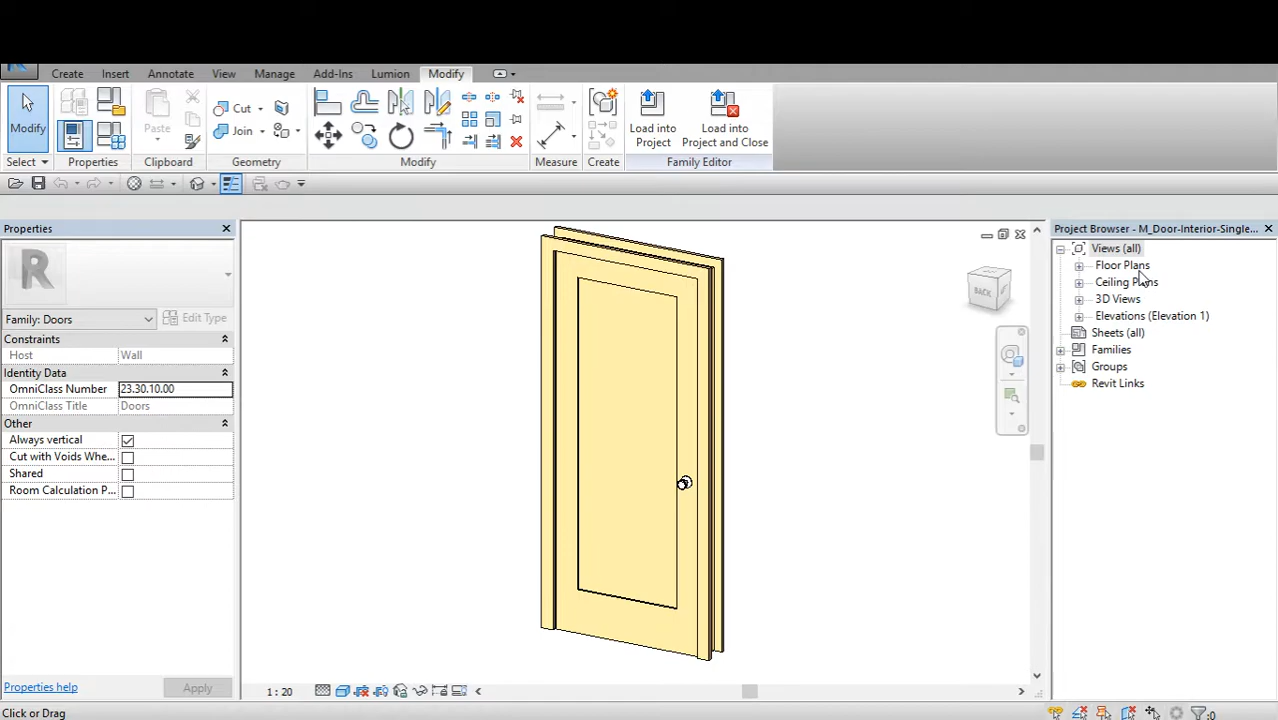 Create Insert Annotate View Manage Add-Ins Lumion Modify
Modify Paste Cut Join Load into Project Load into Project and Close
Select Properties Clipboard Geometry Modify Measure Create Family Editor
Properties
Family: Doors Edit Type
Constraints
Host Wall
Identity Data
OmniClass Number 23.30.10.00
OmniClass Title Doors
Other
Always vertical
Cut with Voids Whe...
Shared
Room Calculation P...
Properties help Apply
BACK
1 : 20
Project Browser - M_Door-Interior-Single...
Views (all)
Floor Plans
Ceiling Plans
3D Views
Elevations (Elevation 1)
Sheets (all)
Families
Groups
Revit Links
Click or Drag
:0